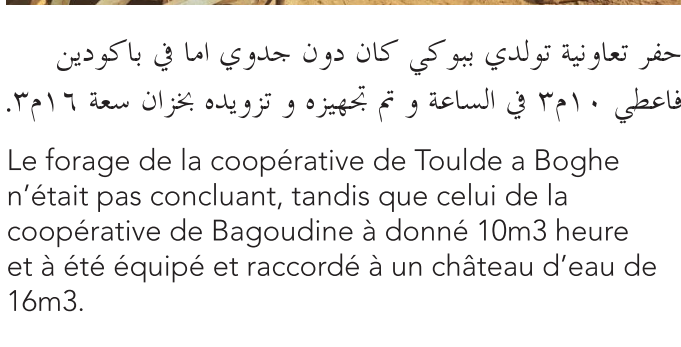 حفر تعاونية تولدي ببوكي كان دون جدوي اما في باكودين
فاعطي ١٠م٣ في الساعة و تم تجهيزه و تزويده بخزان سعة ١٦م٣.
Le forage de la coopérative de Toulde a Boghe
n’était pas concluant, tandis que celui de la
coopérative de Bagoudine à donné 10m3 heure
et à été équipé et raccordé à un château d’eau de
16m3.